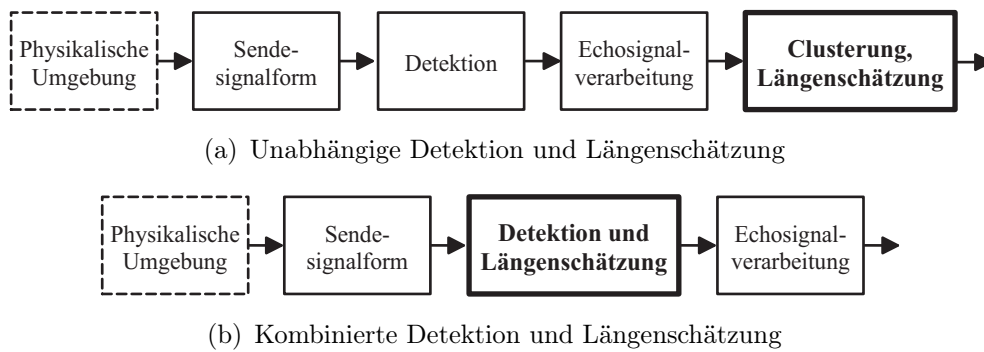 Physikalische
Umgebung
Sende-
signalform
Detektion
Echosignal-
verarbeitung
Clusterung,
Längenschätzung
(a) Unabhängige Detektion und Längenschätzung
Physikalische
Umgebung
Sende-
signalform
Detektion und
Längenschätzung
Echosignal-
verarbeitung
(b) Kombinierte Detektion und Längenschätzung